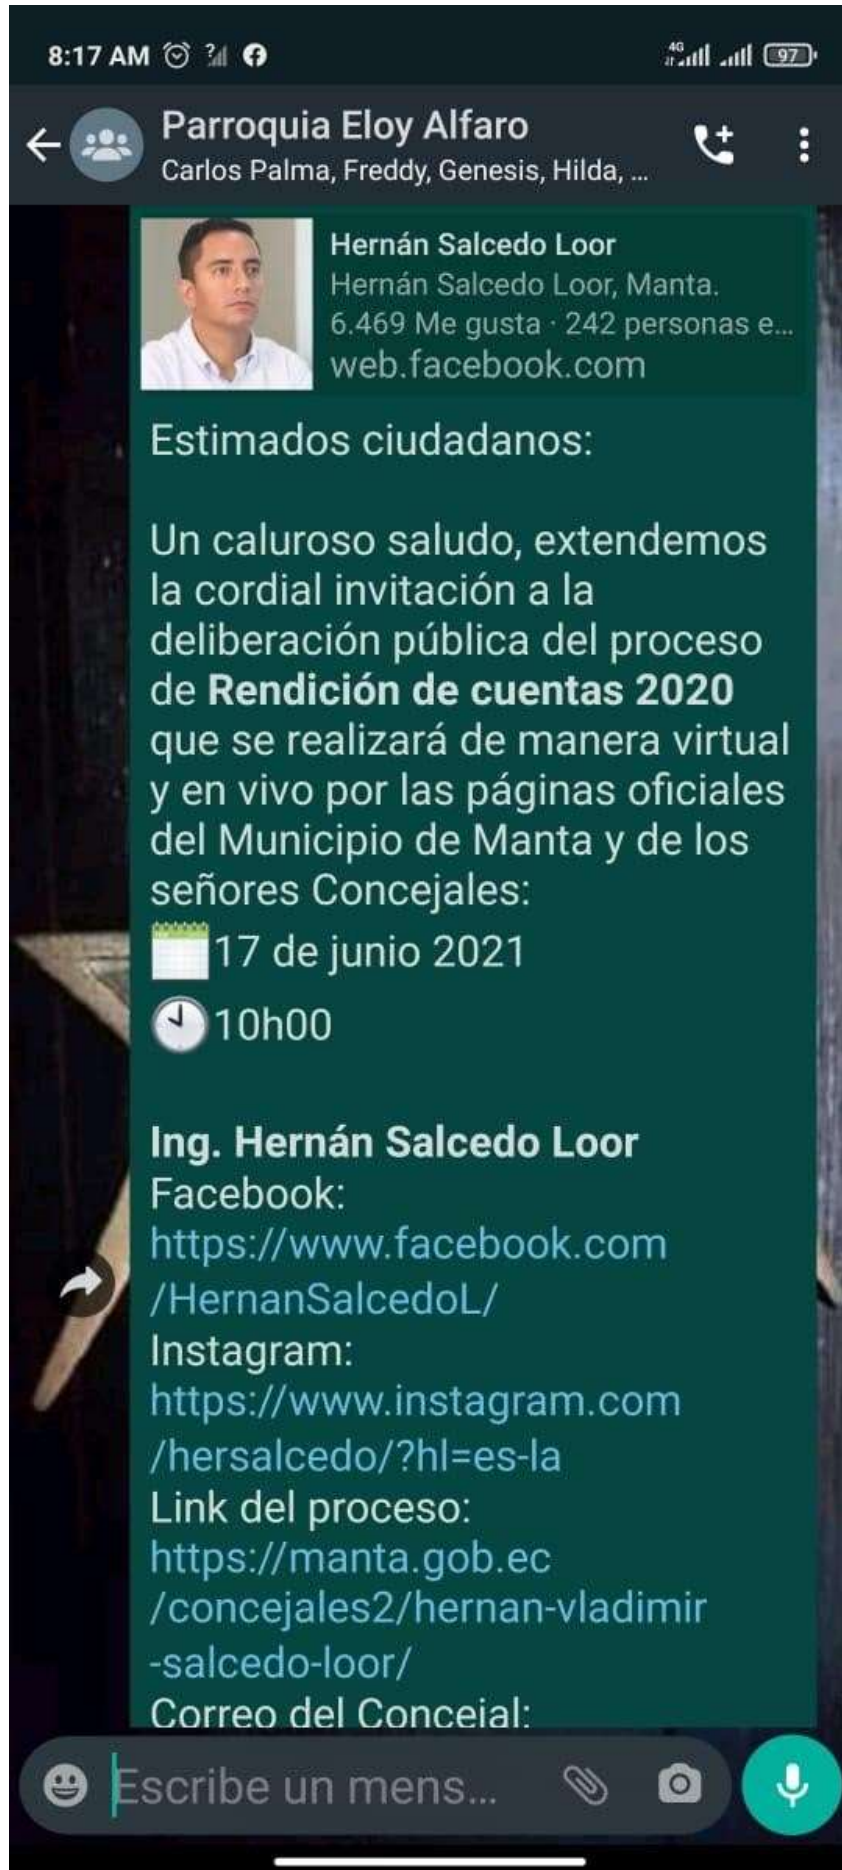 8:17 AM
4G
97
Parroquia Eloy Alfaro
Carlos Palma, Freddy, Genesis, Hilda, ...
Hernán Salcedo Loor
Hernán Salcedo Loor, Manta.
6.469 Me gusta · 242 personas e...
web.facebook.com
Estimados ciudadanos:
Un caluroso saludo, extendemos
la cordial invitación a la
deliberación pública del proceso
de Rendición de cuentas 2020
que se realizará de manera virtual
y en vivo por las páginas oficiales
del Municipio de Manta y de los
señores Concejales:
17 de junio 2021
10h00
Ing. Hernán Salcedo Loor
Facebook:
https://www.facebook.com
/HernanSalcedoL/
Instagram:
https://www.instagram.com
/hersalcedo/?hl=es-la
Link del proceso:
https://manta.gob.ec
/concejales2/hernan-vladimir
-salcedo-loor/
Correo del Concejal:
Escribe un mens...